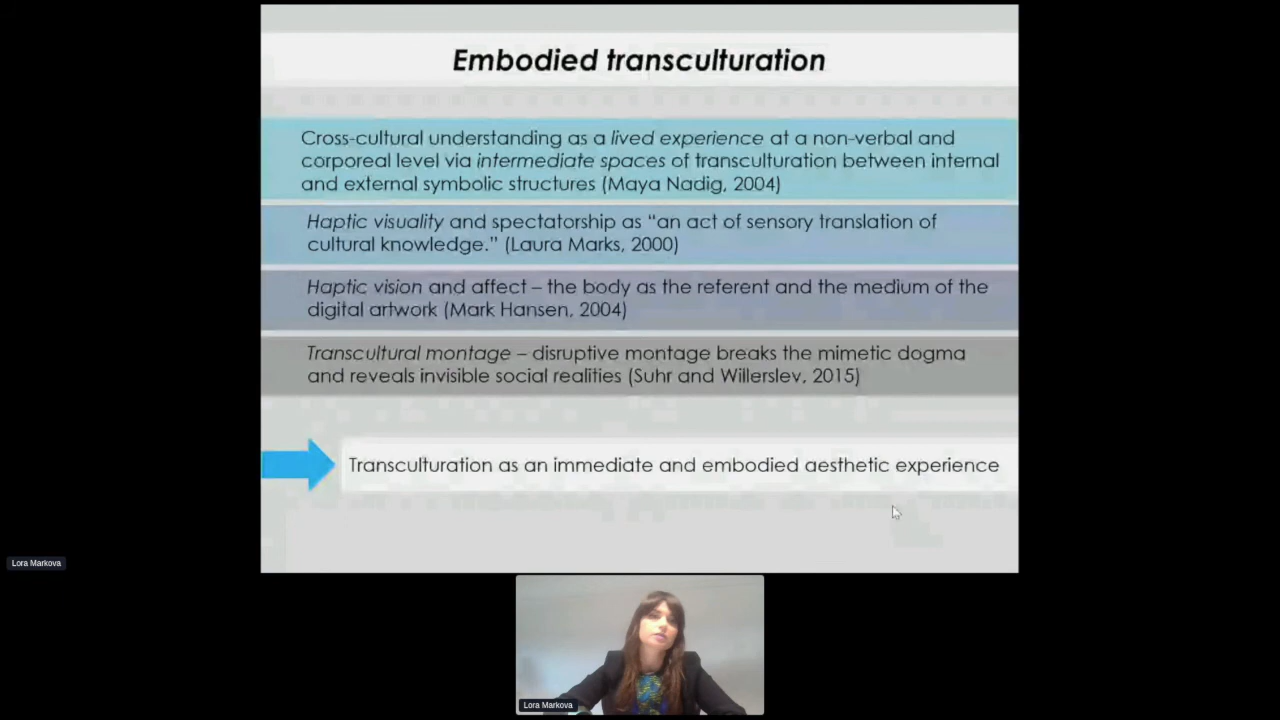 Embodied transculturation
Cross-cultural understanding as a lived experience at a non-verbal and
corporeal level via intermediate spaces of transculturation between internal
and external symbolic structures (Maya Nadig, 2004)
Haptic visuality and spectatorship as “an act of sensory translation of
cultural knowledge.” (Laura Marks, 2000)
Haptic vision and affect – the body as the referent and the medium of the
digital artwork (Mark Hansen, 2004)
Transcultural montage – disruptive montage breaks the mimetic dogma
and reveals invisible social realities (Suhr and Willerslev, 2015)
Transculturation as an immediate and embodied aesthetic experience
Lora Markova
Lora Markova